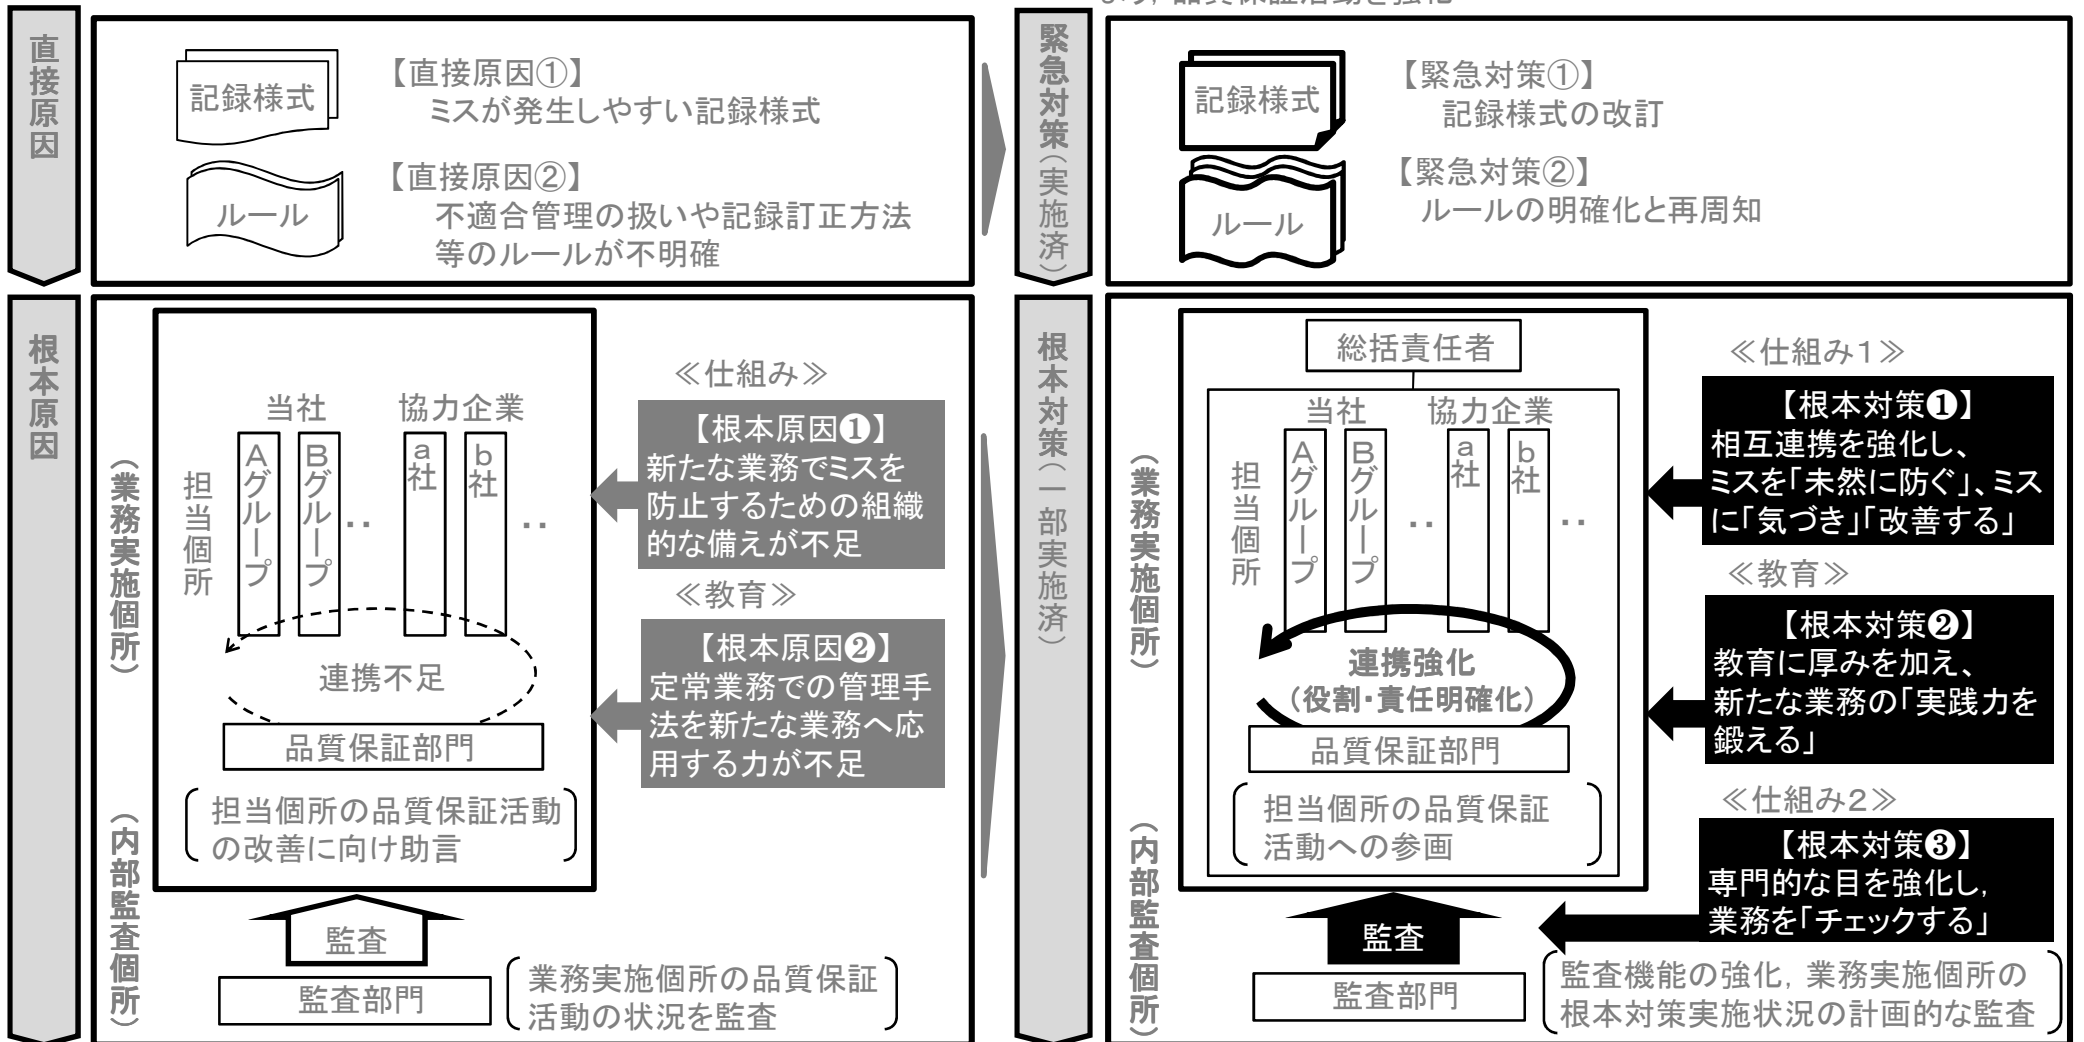 直接原因
記録様式
【直接原因①】
ミスが発生しやすい記録様式
ルール
【直接原因②】
不適合管理の扱いや記録訂正方法
等のルールが不明確
緊急対策(実施済)
記録様式
【緊急対策①】
記録様式の改訂
ルール
【緊急対策②】
ルールの明確化と再周知
根本原因
(業務実施個所)
担当個所
当社
協力企業
Aグループ
Bグループ
‥
a社
b社
‥
連携不足
品質保証部門
担当個所の品質保証活動
の改善に向け助言
≪仕組み≫
【根本原因❶】
新たな業務でミスを
防止するための組織
的な備えが不足
≪教育≫
【根本原因❷】
定常業務での管理手
法を新たな業務へ応
用する力が不足
(内部監査個所)
監査
監査部門
業務実施個所の品質保証
活動の状況を監査
根本対策(一部実施済)
(業務実施個所)
総括責任者
担当個所
当社
協力企業
Aグループ
Bグループ
‥
a社
b社
‥
連携強化
(役割・責任明確化)
品質保証部門
担当個所の品質保証
活動への参画
≪仕組み1≫
【根本対策❶】
相互連携を強化し、
ミスを「未然に防ぐ」、ミス
に「気づき」「改善する」
≪教育≫
【根本対策❷】
教育に厚みを加え、
新たな業務の「実践力を
鍛える」
≪仕組み2≫
【根本対策❸】
専門的な目を強化し,
業務を「チェックする」
(内部監査個所)
監査
監査部門
監査機能の強化, 業務実施個所の
根本対策実施状況の計画的な監査